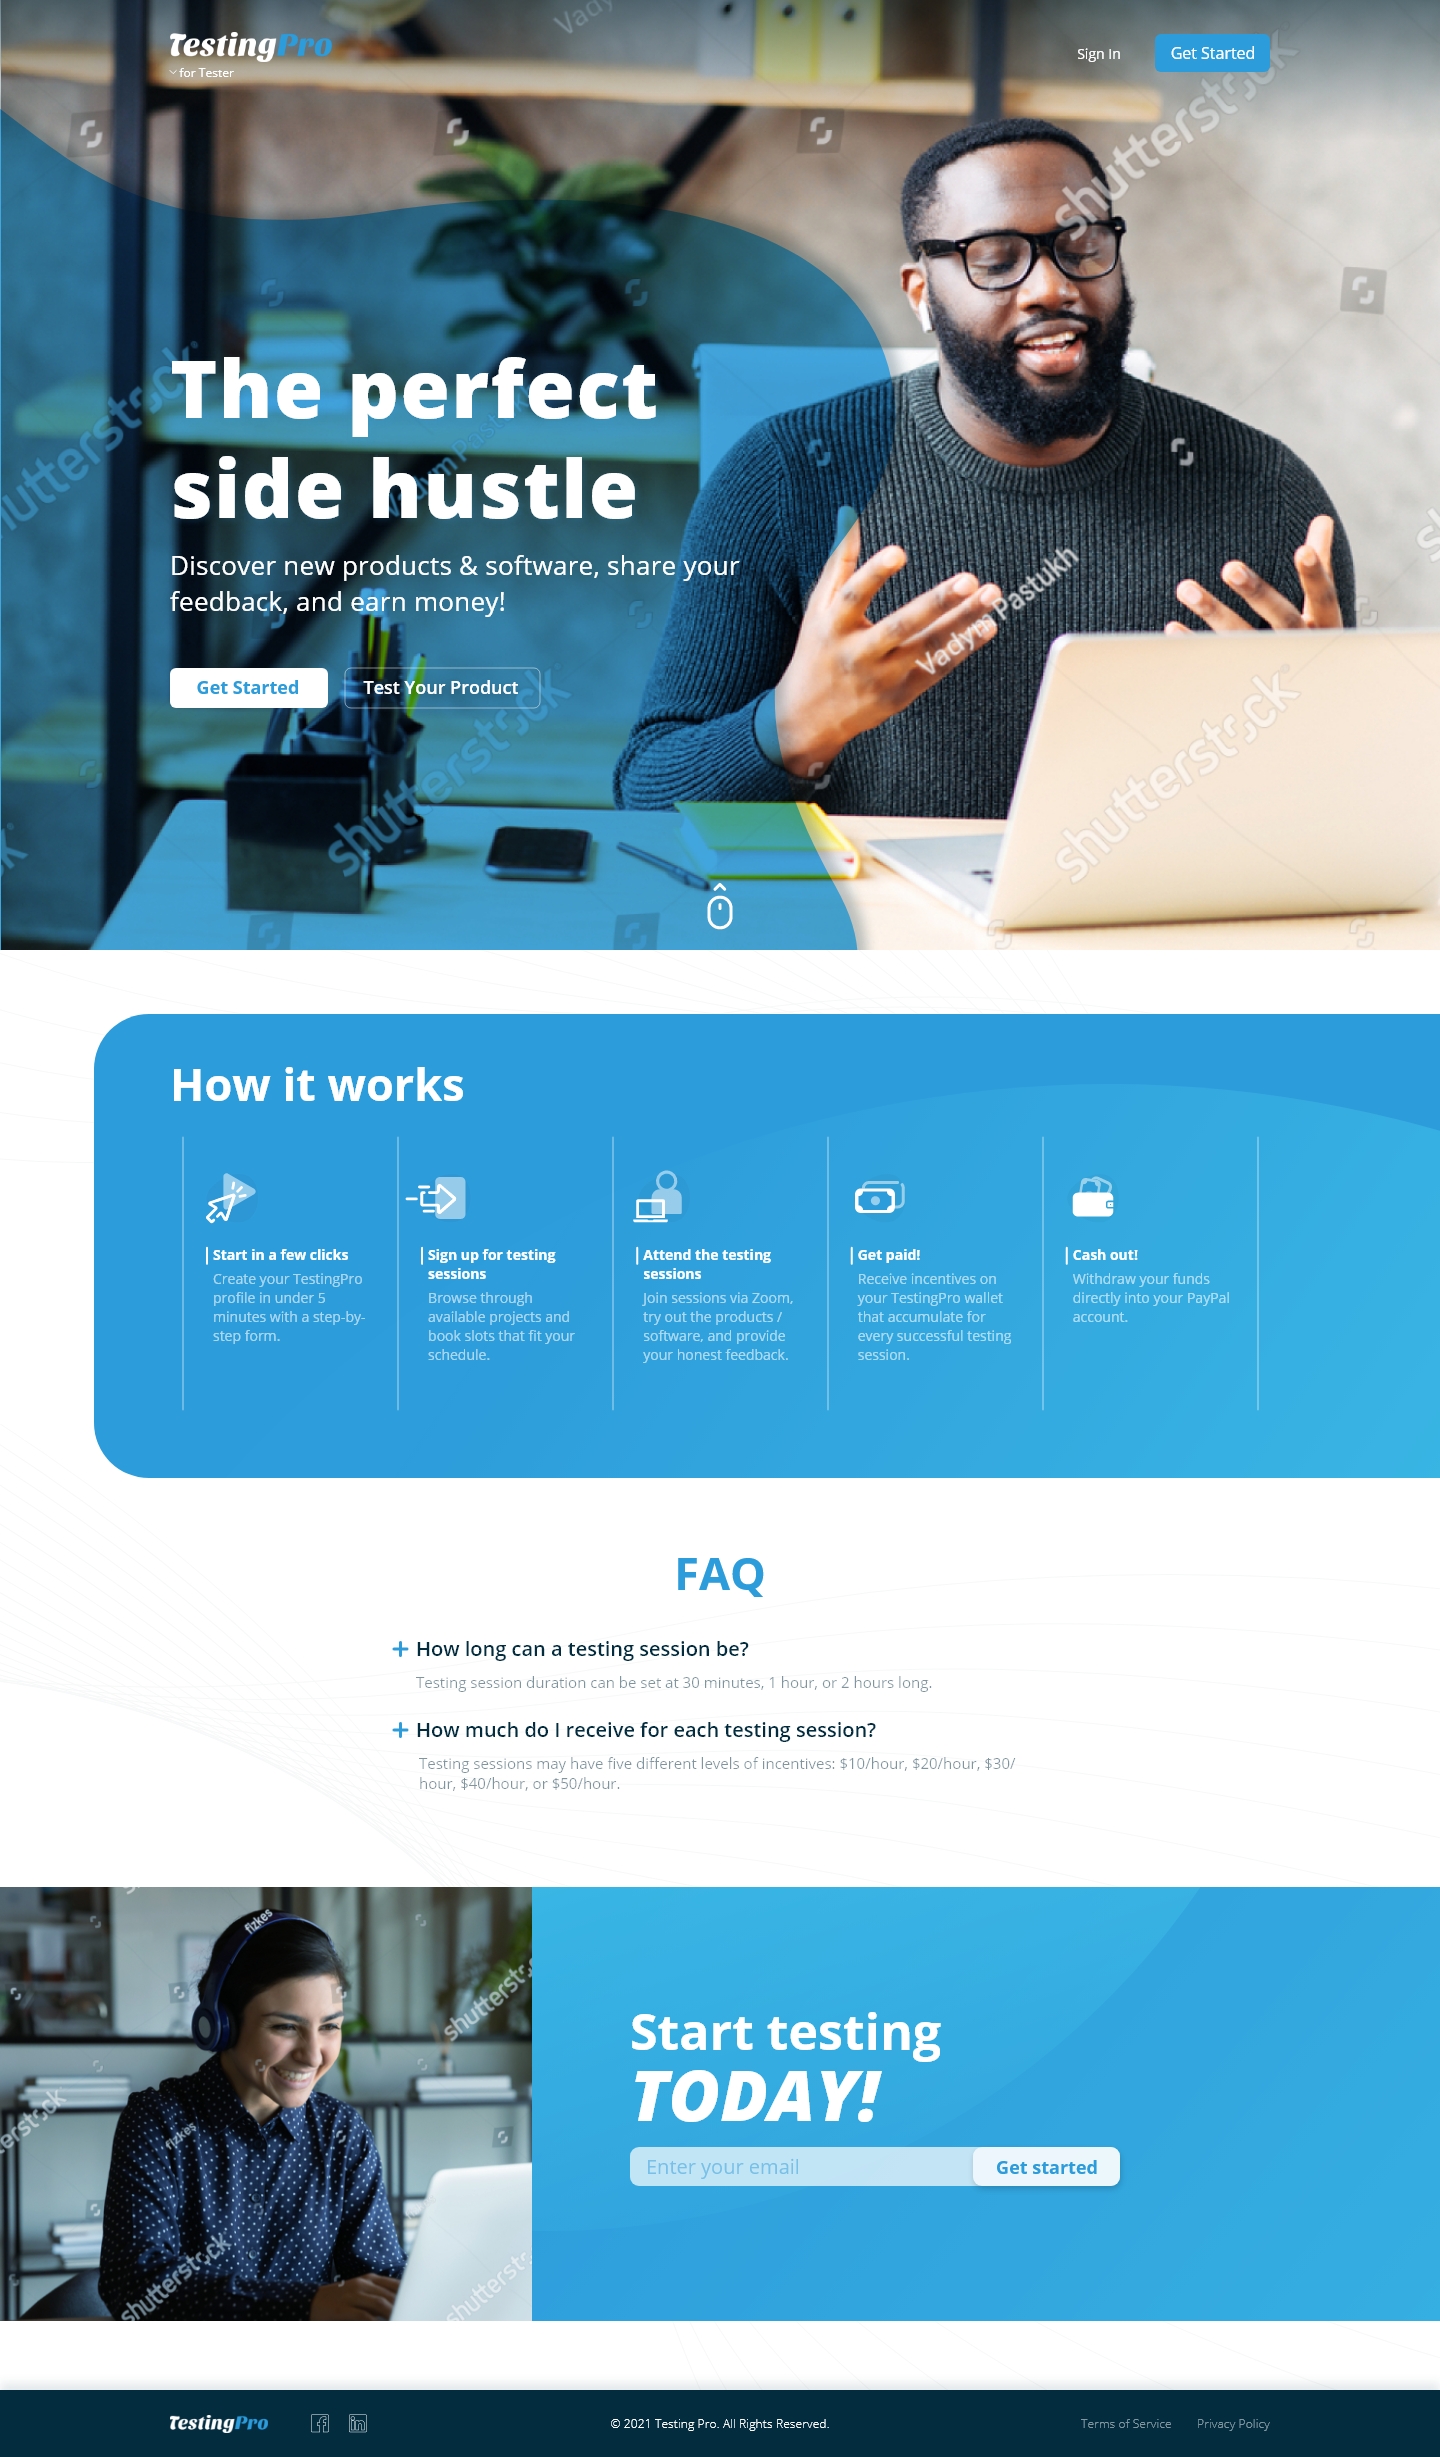 TestingPro
for Tester
Sign In
Get Started
The perfect
side hustle
Discover new products & software, share your
feedback, and earn money!
Get Started
Test Your Product
shutterstock
shutterstock
shutterstock
shutterstock
Vadym Pastukh
Vadym Pastukh
How it works
Start in a few clicks
Create your TestingPro
profile in under 5
minutes with a step-by-
step form.
Sign up for testing
sessions
Browse through
available projects and
book slots that fit your
schedule.
Attend the testing
sessions
Join sessions via Zoom,
try out the products /
software, and provide
your honest feedback.
Get paid!
Receive incentives on
your TestingPro wallet
that accumulate for
every successful testing
session.
Cash out!
Withdraw your funds
directly into your PayPal
account.
FAQ
How long can a testing session be?
Testing session duration can be set at 30 minutes, 1 hour, or 2 hours long.
How much do I receive for each testing session?
Testing sessions may have five different levels of incentives: $10/hour, $20/hour, $30/
hour, $40/hour, or $50/hour.
fizkes
fizkes
shutterstock
shutterstock
shutterstock
shutterstock
Start testing
TODAY!
Enter your email
Get started
TestingPro
© 2021 Testing Pro. All Rights Reserved.
Terms of Service
Privacy Policy